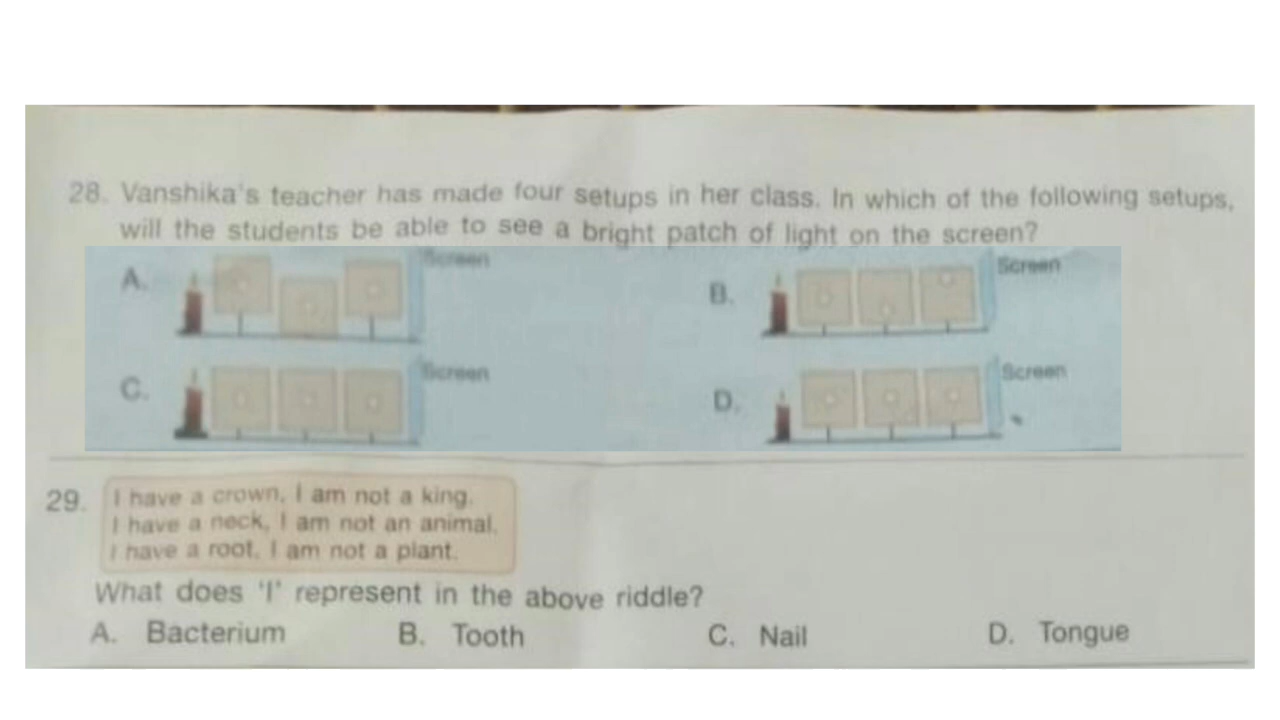 28. Vanshika's teacher has made four setups in her class. In which of the following setups,
will the students be able to see a bright patch of light on the screen?
A. Screen
B. Screen
C. Screen
D. Screen
29. I have a crown, I am not a king.
I have a neck, I am not an animal.
I have a root, I am not a plant.
What does 'I' represent in the above riddle?
A. Bacterium B. Tooth C. Nail D. Tongue